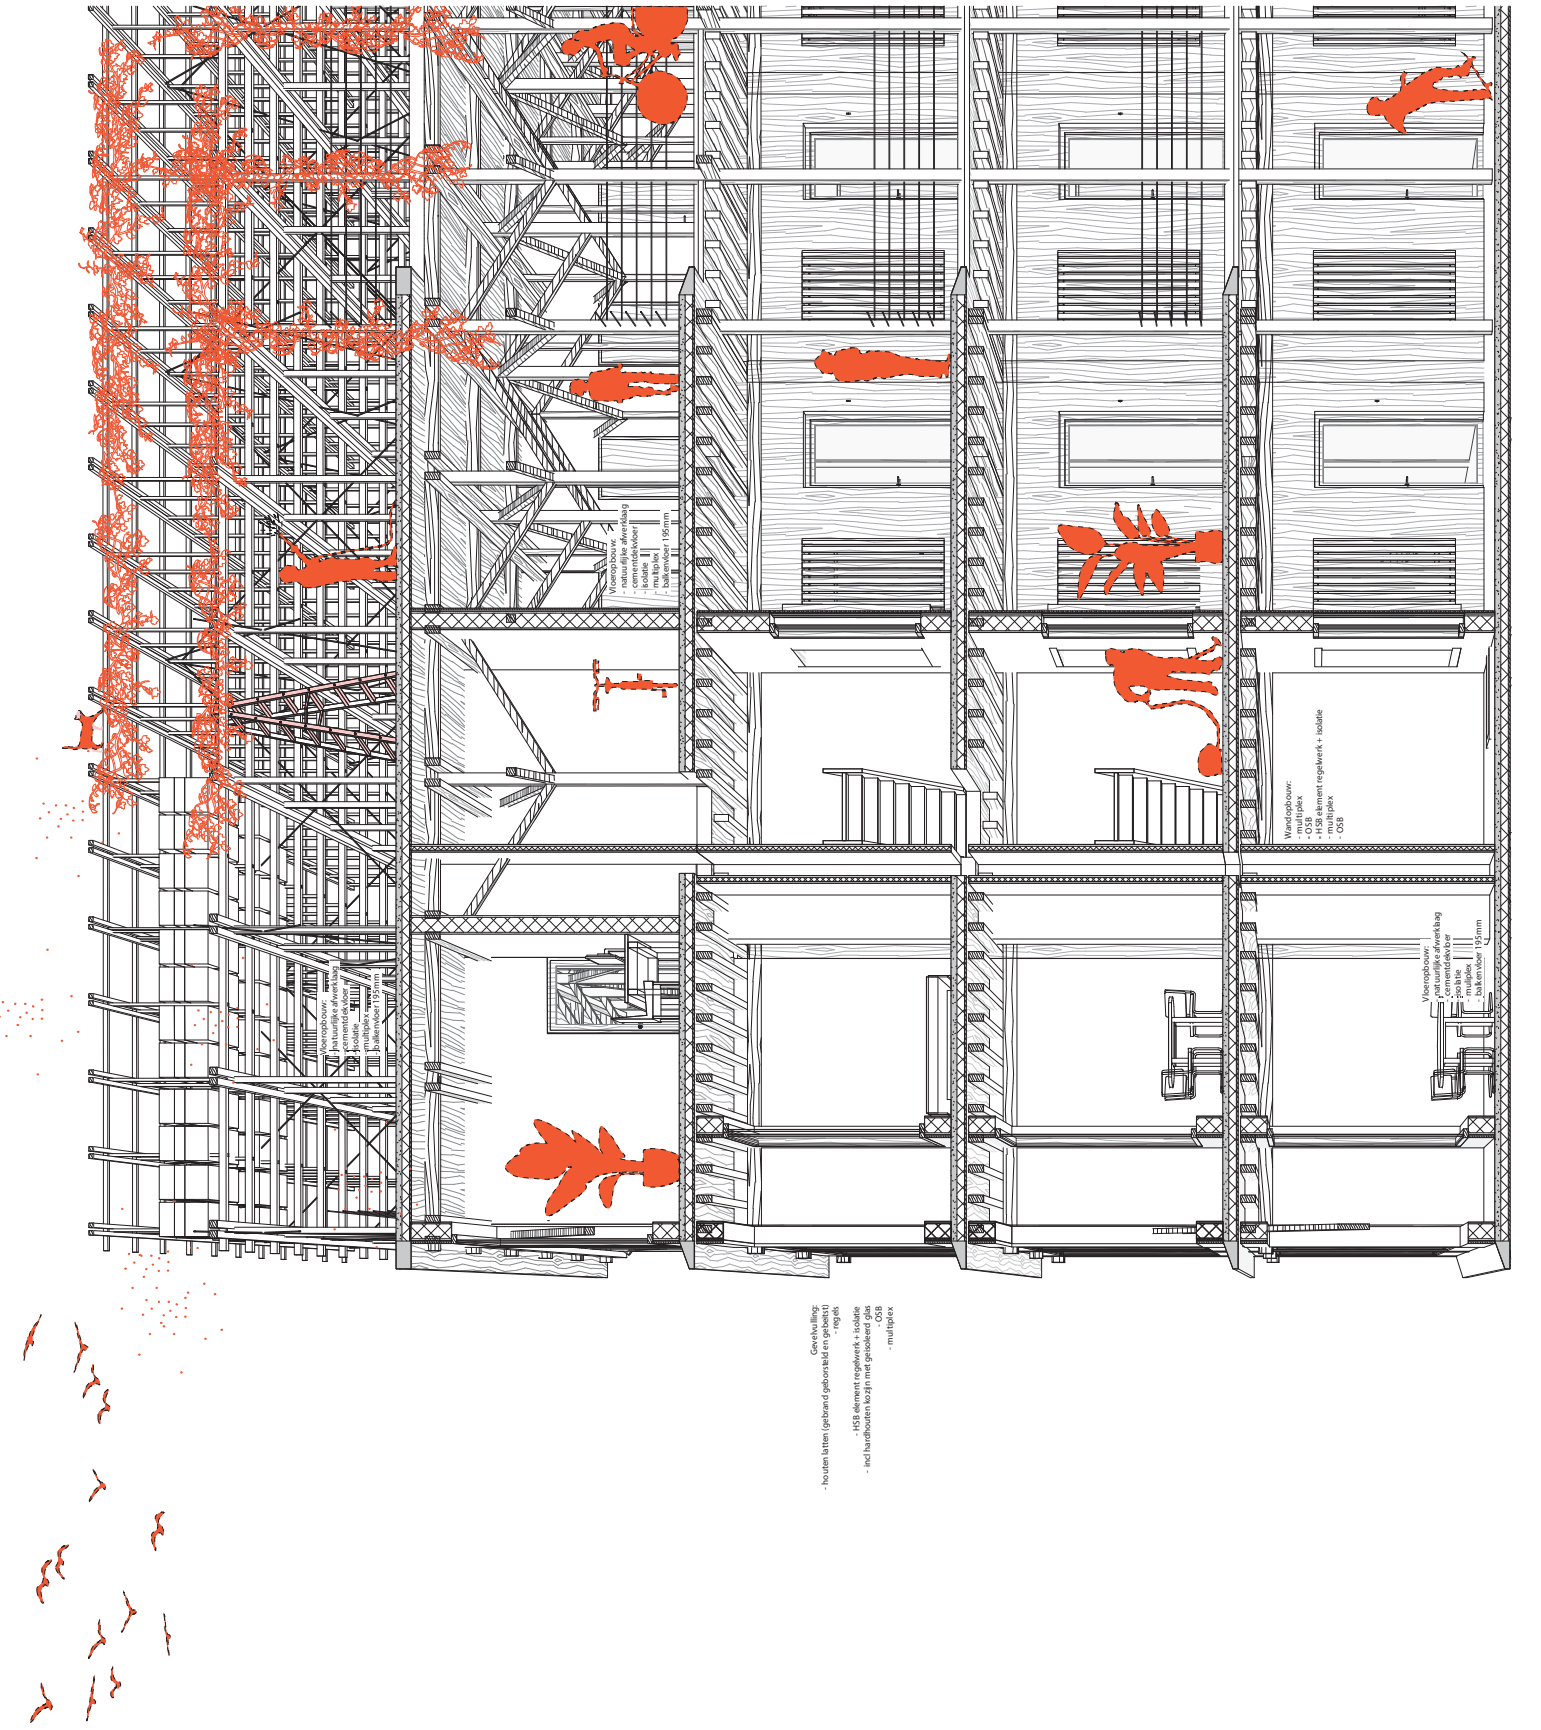 Vloeropbouw:
- natuurlijke afwerklaag
- cementdekvloer
- isolatie
- multiplex
- balkenvloer 195mm
Vloeropbouw:
- natuurlijke afwerklaag
- cementdekvloer
- isolatie
- multiplex
- balkenvloer 195mm
Gevelvulling:
- houten latten (gebrand geborsteld en gebeitst)
- regels
- HSB element regelwerk + isolatie
- incl hardhouten kozijn met geisoleerd glas
- OSB
- multiplex
Wandopbouw:
- multiplex
- OSB
- HSB element regelwerk + isolatie
- multiplex
- OSB
Vloeropbouw:
- natuurlijke afwerklaag
- cementdekvloer
- isolatie
- muliplex
- balkenvloer 195mm